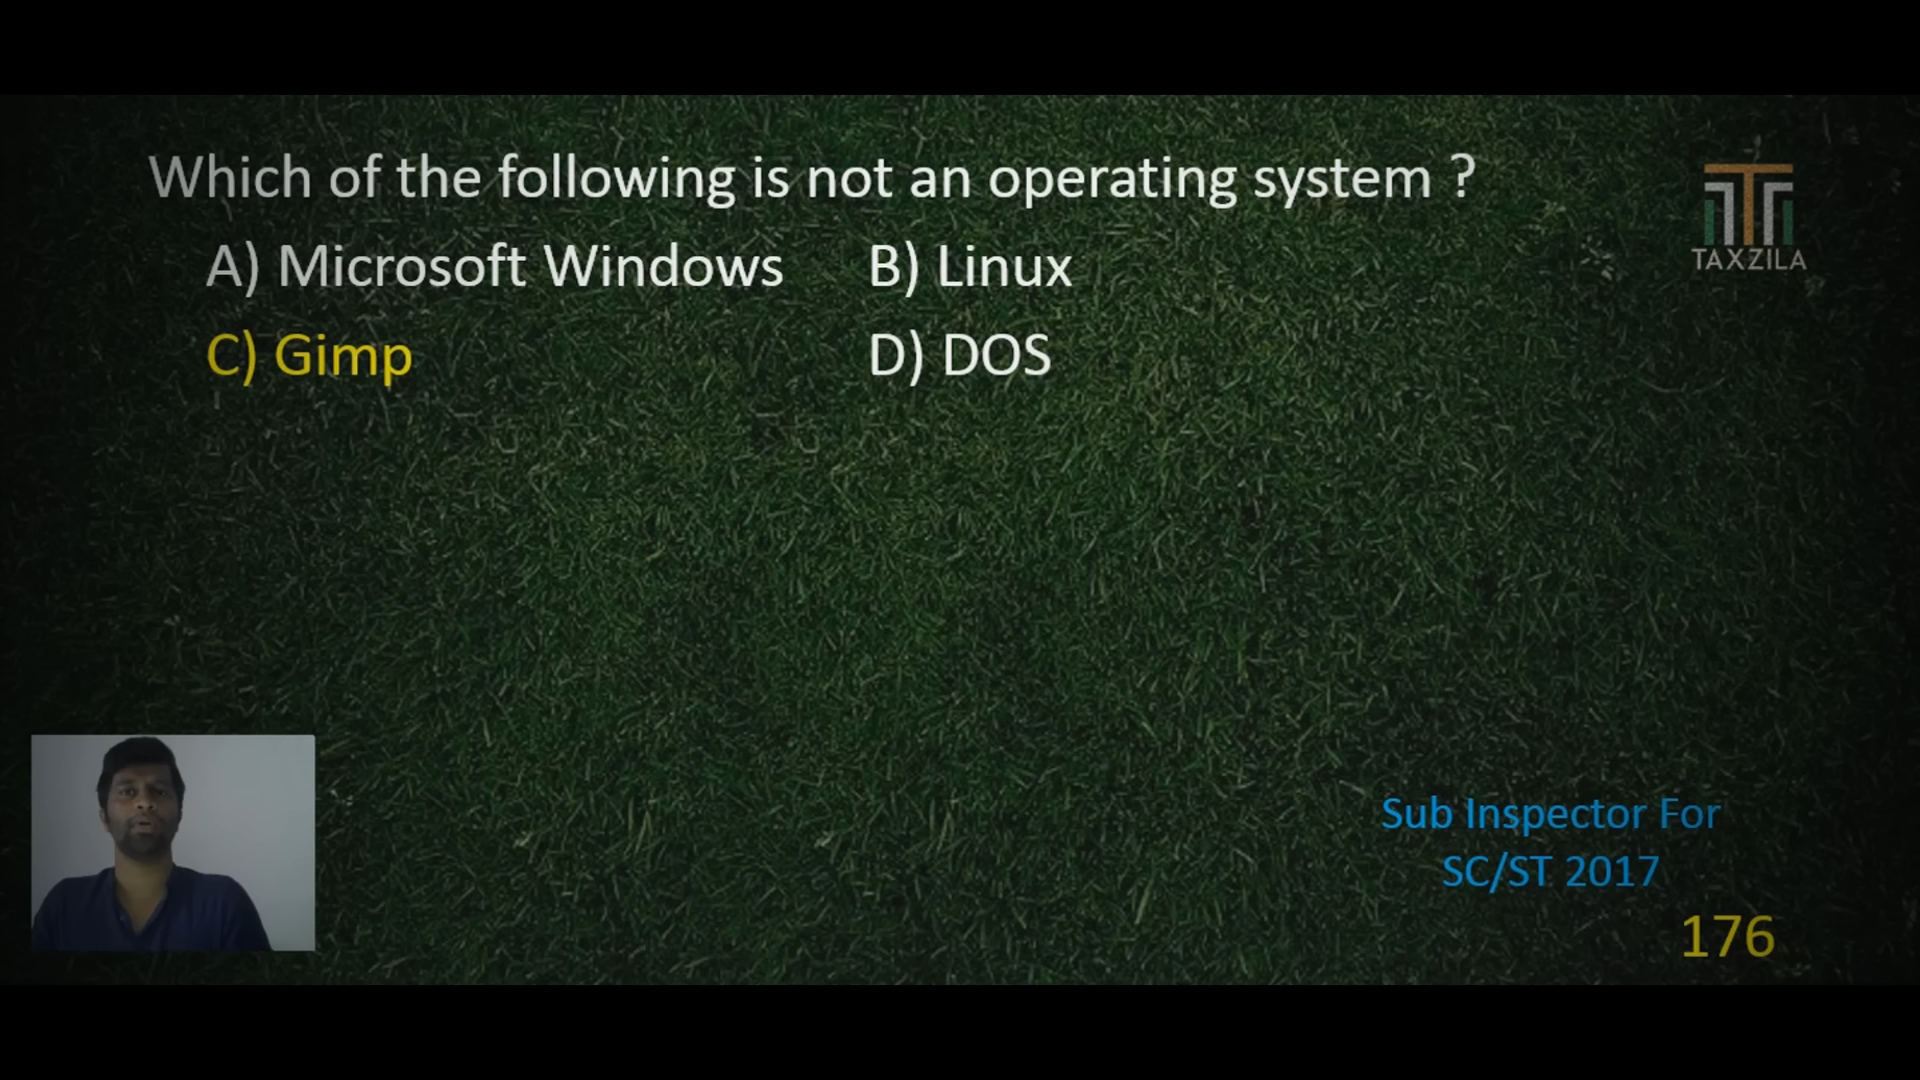 Which of the following is not an operating system ?
A) Microsoft Windows B) Linux
C) Gimp D) DOS
TAXZILA
Sub Inspector For
SC/ST 2017
176